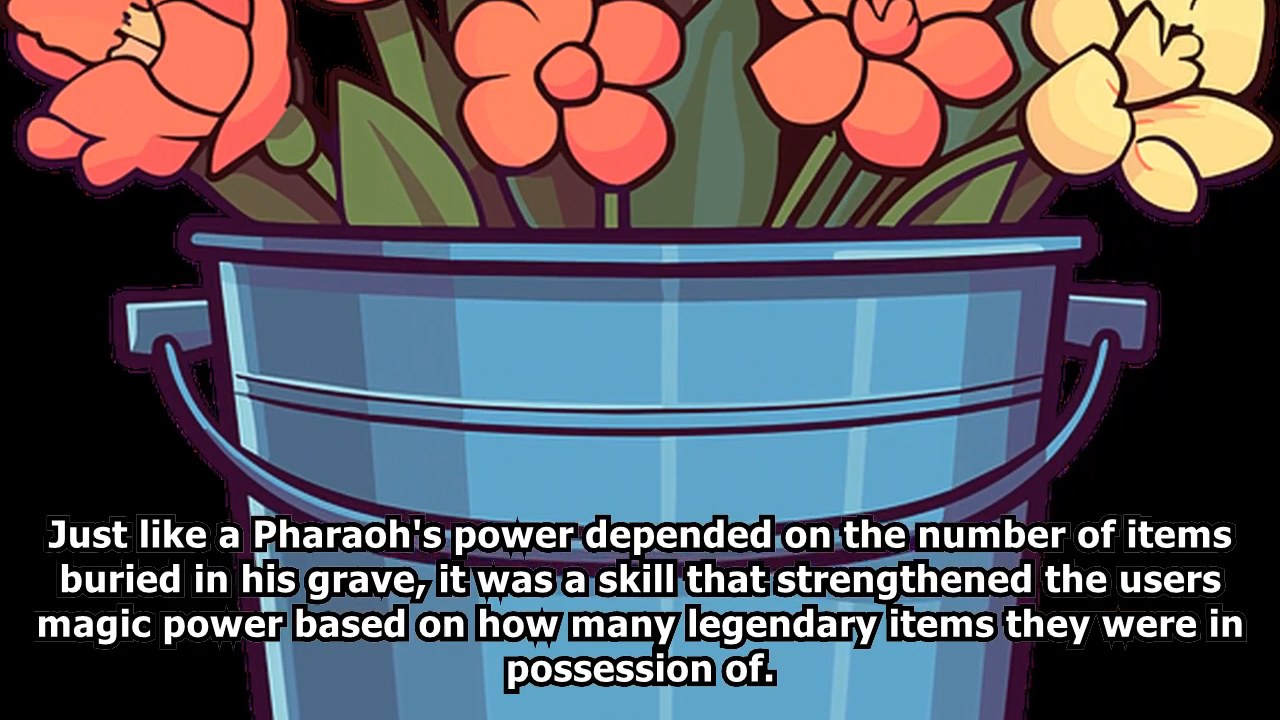 Just like a Pharaoh's power depended on the number of items
buried in his grave, it was a skill that strengthened the users
magic power based on how many legendary items they were in
possession of.